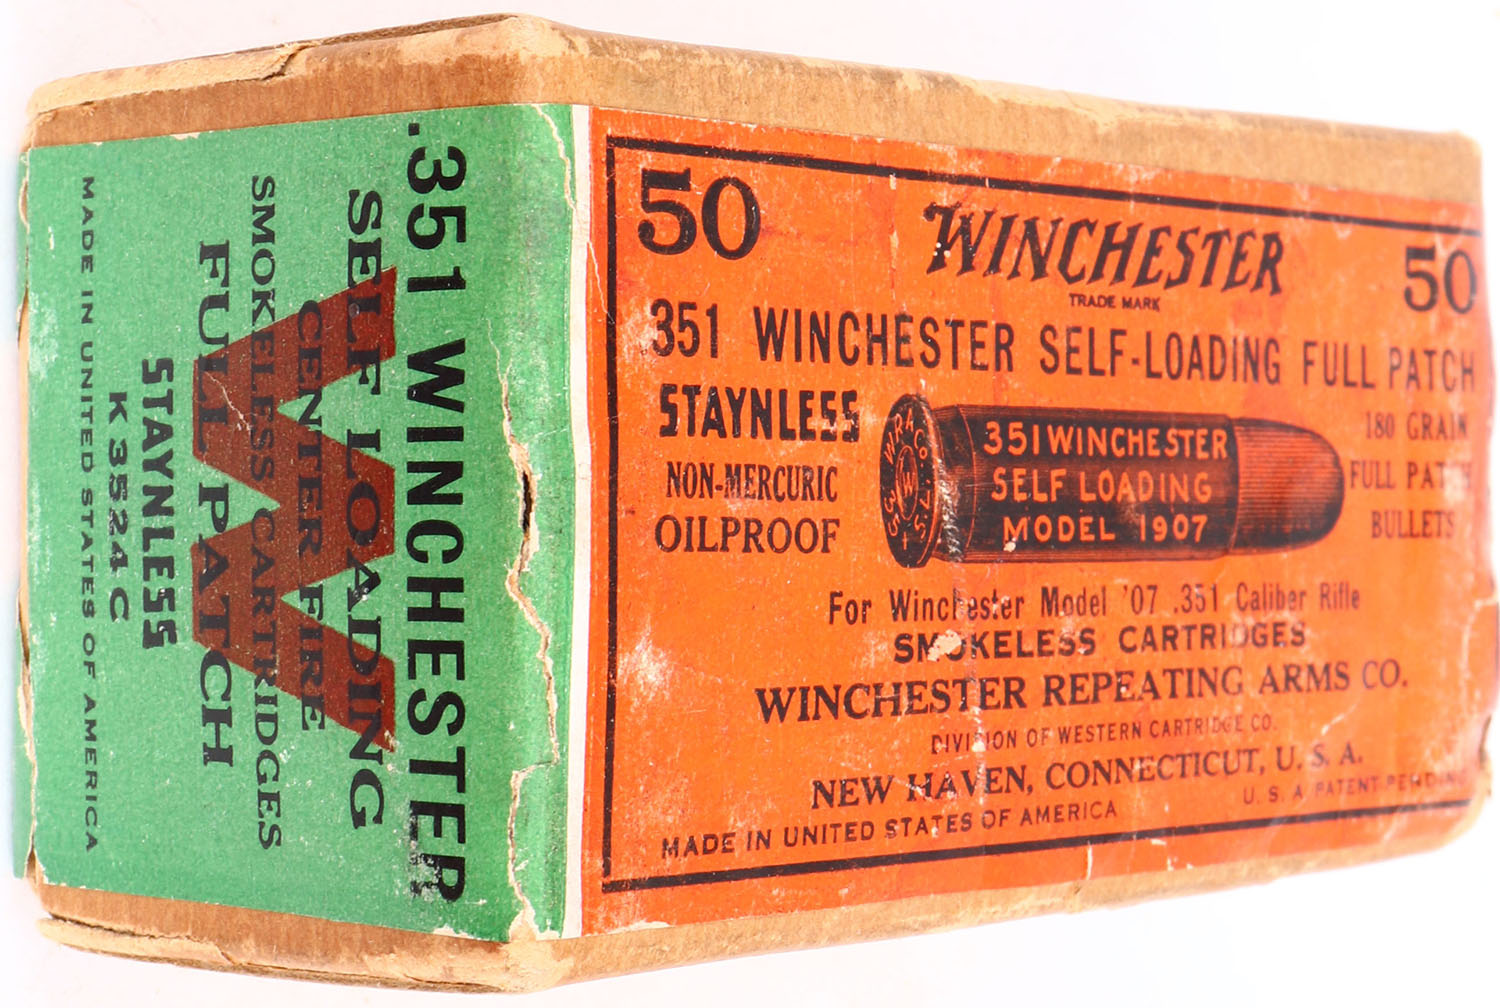 .351 WINCHESTER
SELF LOADING
CENTER FIRE
SMOKELESS CARTRIDGES
FULL PATCH
STAYNLESS
K 3524 C
MADE IN UNITED STATES OF AMERICA
50 WINCHESTER 50
TRADE MARK
.351 WINCHESTER SELF-LOADING FULL PATCH
STAYNLESS
NON-MERCURIC
OILPROOF
W.R.A.CO.
W
351 WINCHESTER
SELF LOADING
MODEL 1907
180 GRAIN
FULL PATCH
BULLETS
For Winchester Model '07 .351 Caliber Rifle
SMOKELESS CARTRIDGES
WINCHESTER REPEATING ARMS CO.
DIVISION OF WESTERN CARTRIDGE CO.
NEW HAVEN, CONNECTICUT, U. S. A.
MADE IN UNITED STATES OF AMERICA
U. S. A. PATENT PENDING